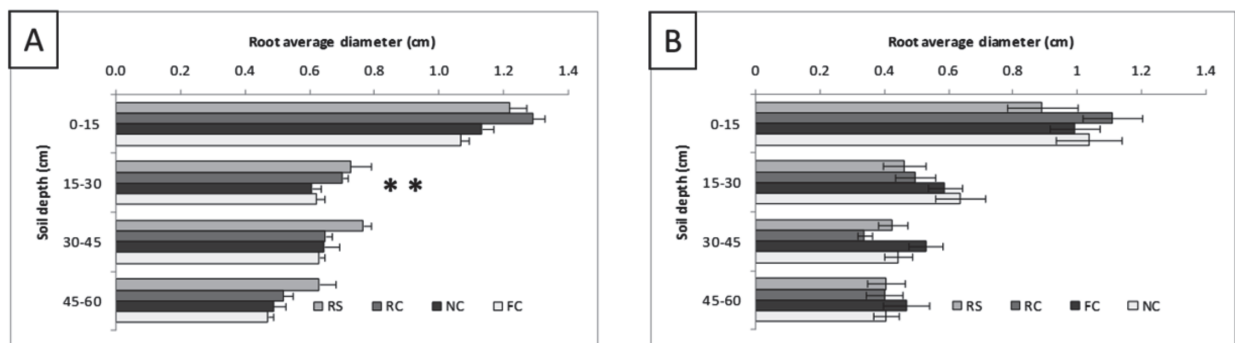 A
Root average diameter (cm)
0.0 0.2 0.4 0.6 0.8 1.0 1.2 1.4
Soil depth (cm)
0-15
15-30
* *
30-45
45-60
RS RC NC FC
B
Root average diameter (cm)
0 0.2 0.4 0.6 0.8 1 1.2 1.4
Soil depth (cm)
0-15
15-30
30-45
45-60
RS RC FC NC